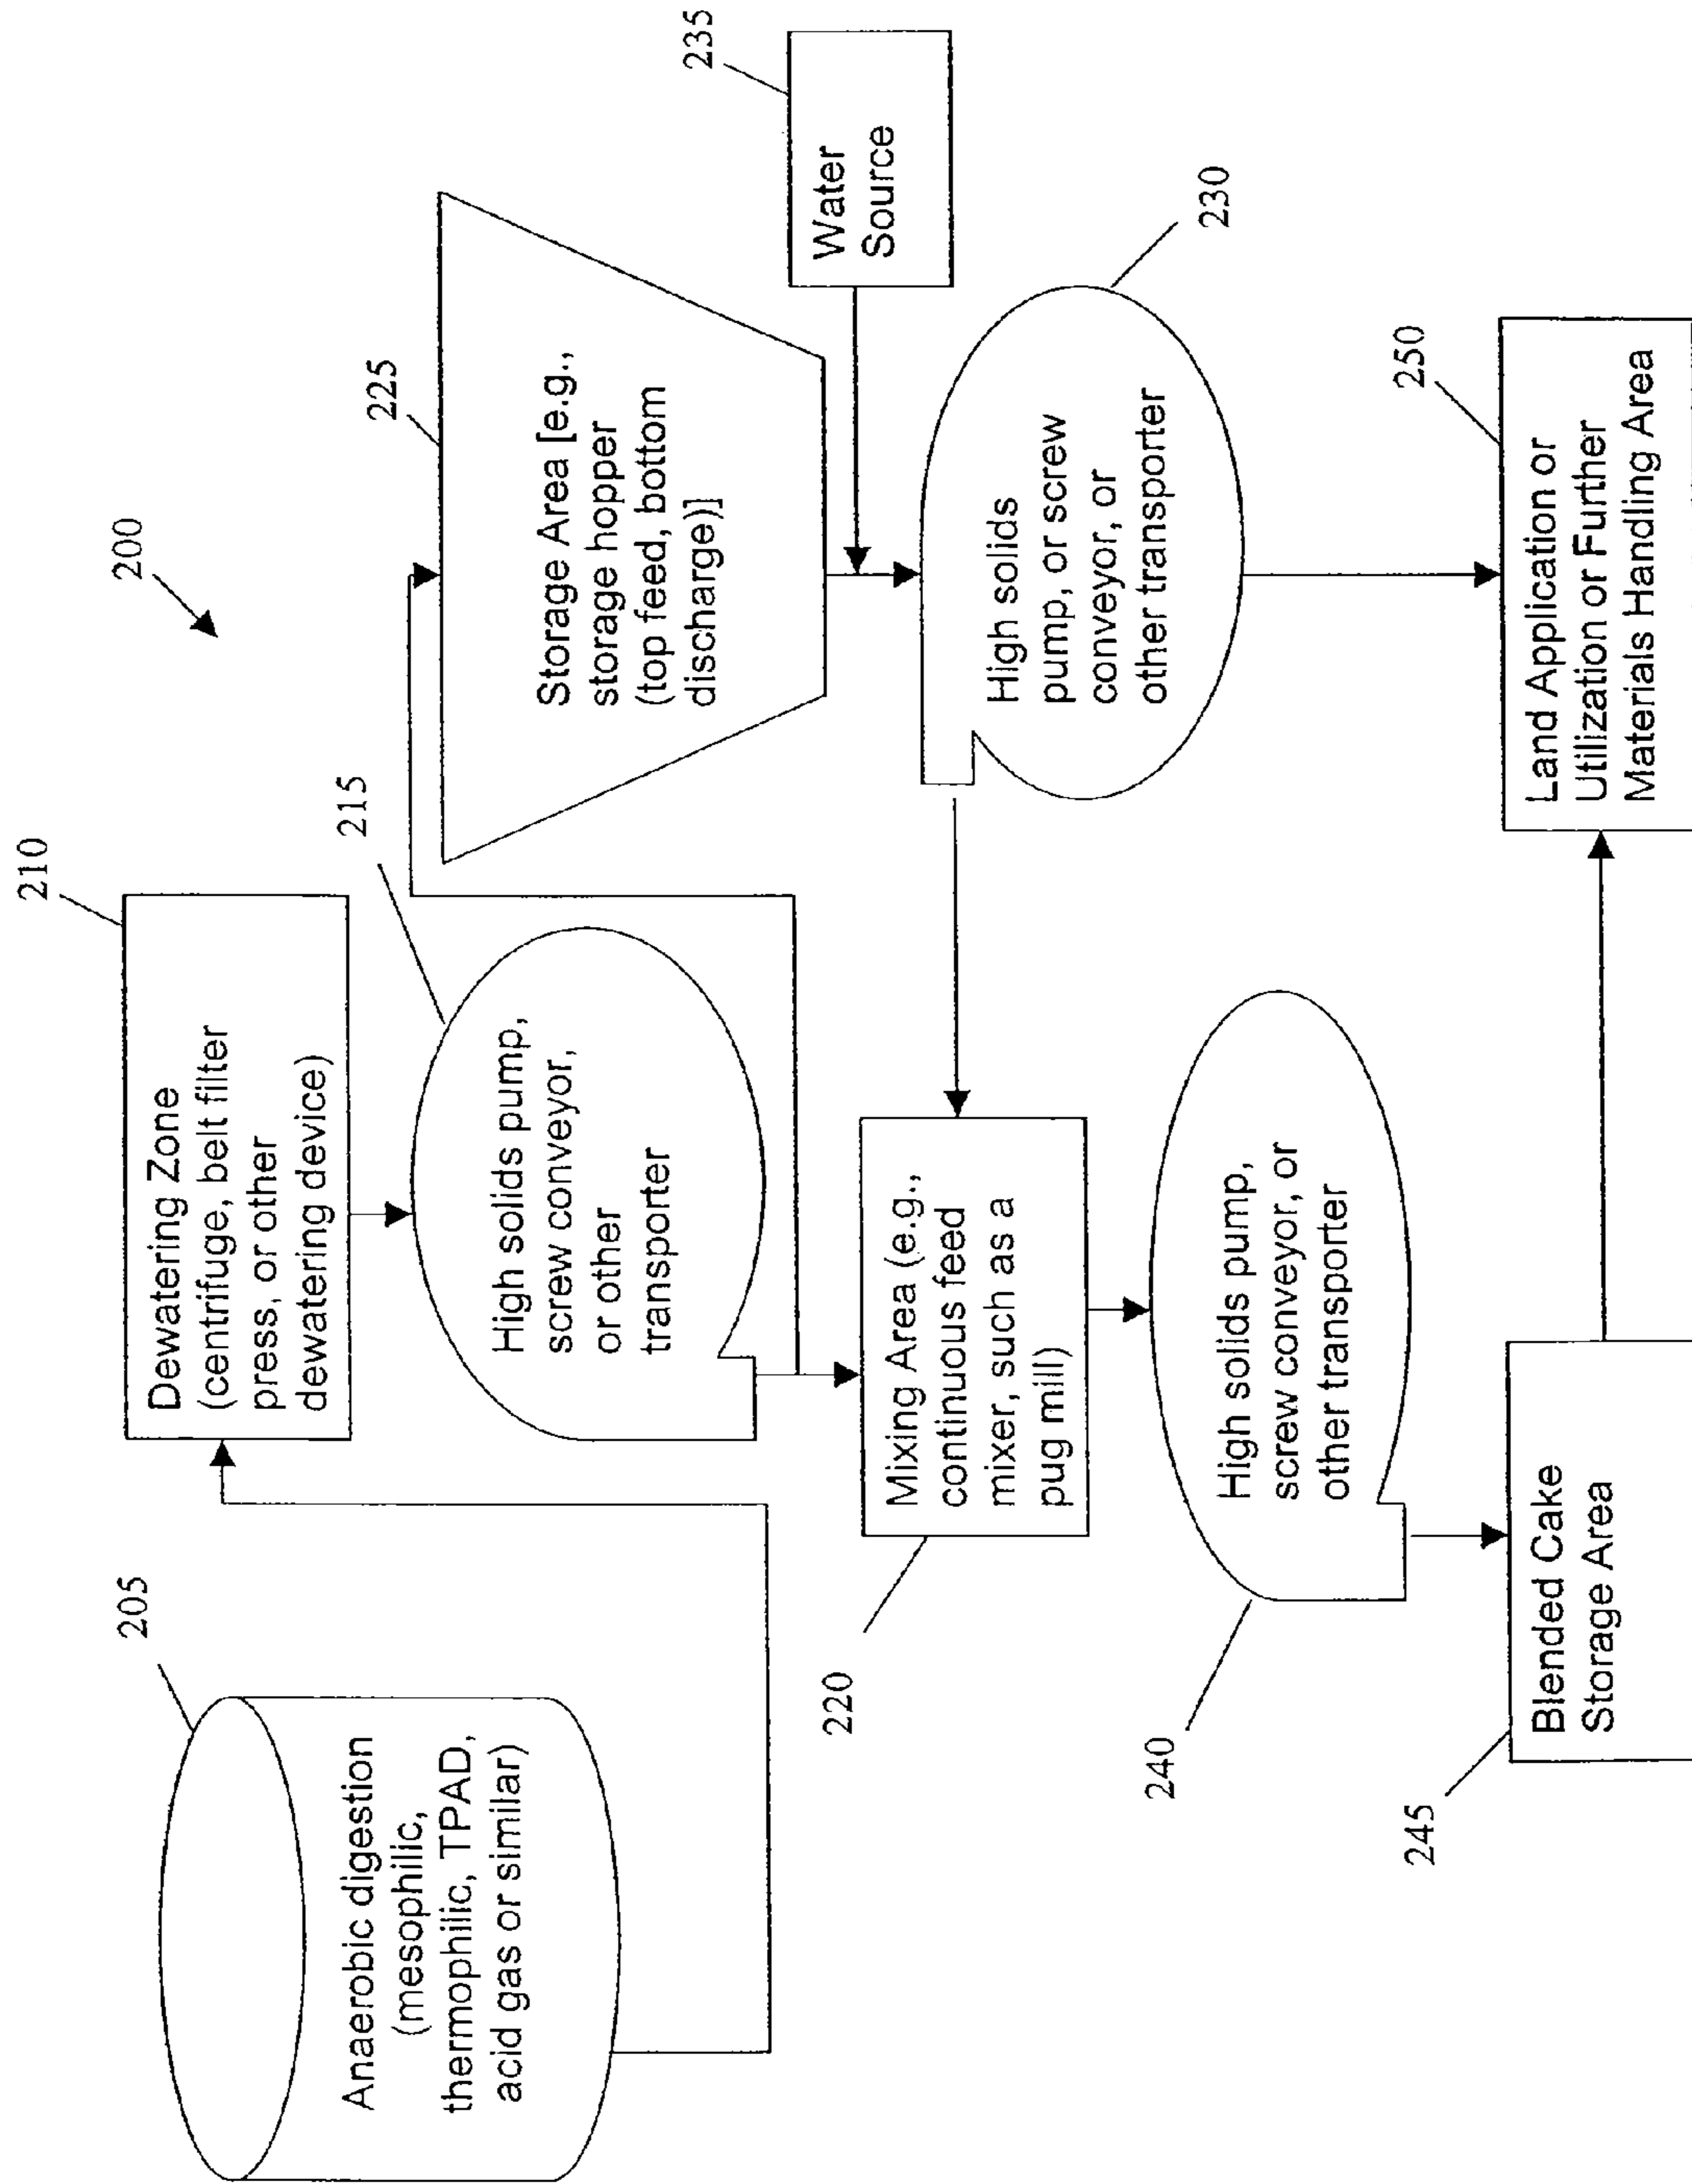 200
205
Anaerobic digestion
(mesophilic,
thermophilic, TPAD,
acid gas or similar)
210
Dewatering Zone
(centrifuge, belt filter
press, or other
dewatering device)
215
High solids pump,
screw conveyor,
or other
transporter
220
Mixing Area (e.g.,
continuous feed
mixer, such as a
pug mill)
225
Storage Area [e.g.,
storage hopper
(top feed, bottom
discharge)]
235
Water
Source
230
High solids
pump, or screw
conveyor, or
other transporter
240
High solids pump,
screw conveyor, or
other transporter
245
Blended Cake
Storage Area
250
Land Application or
Utilization or Further
Materials Handling Area